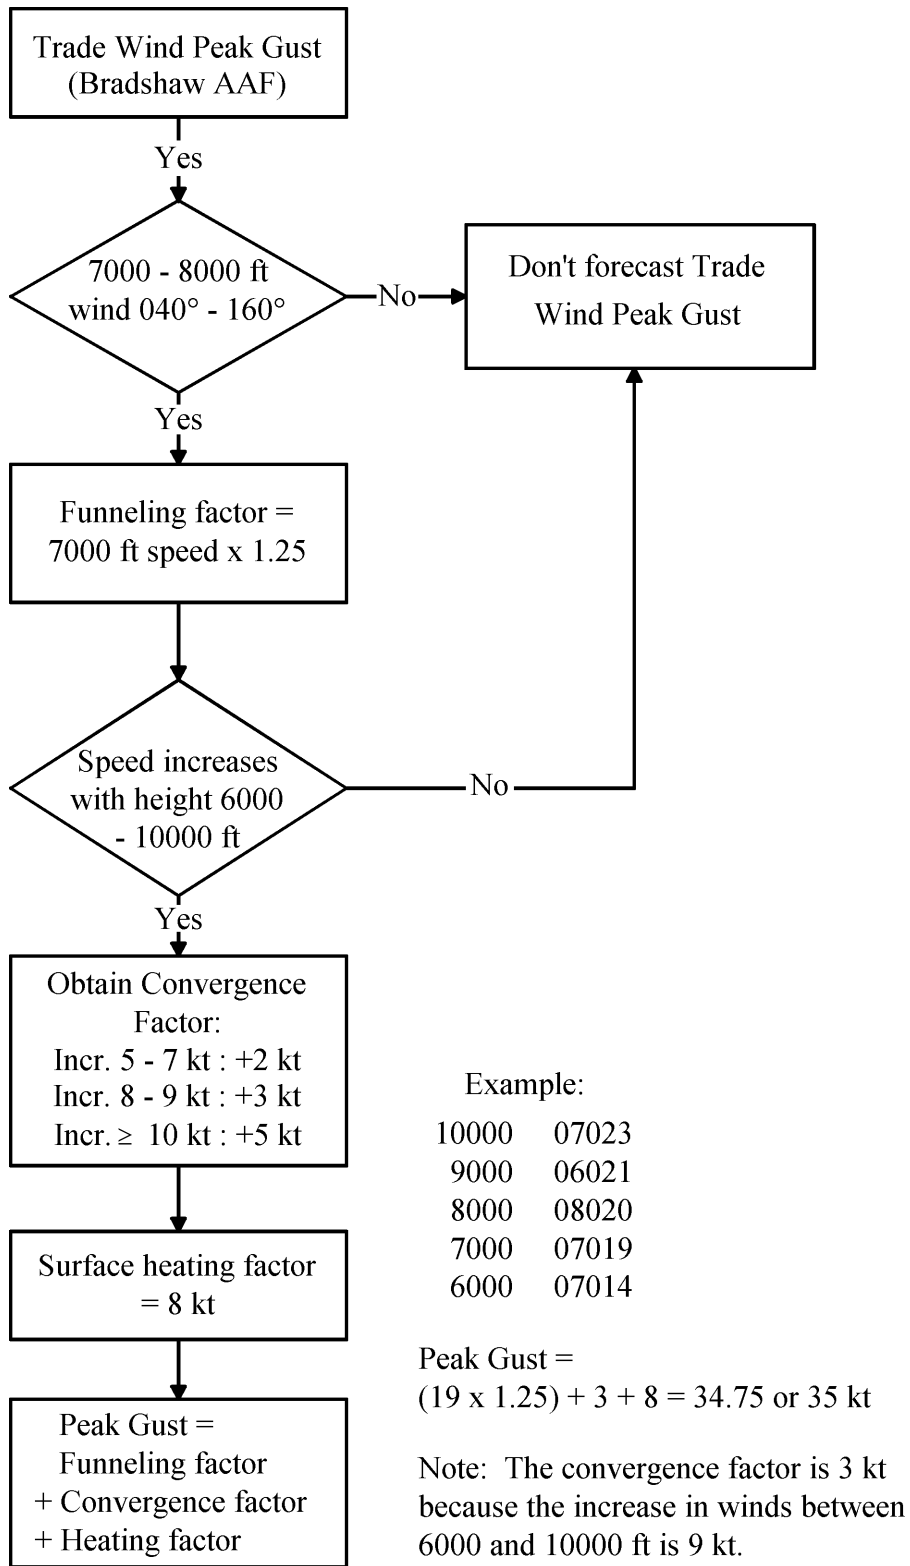 Trade Wind Peak Gust
(Bradshaw AAF)
Yes
7000 - 8000 ft
wind 040° - 160°
No
Don't forecast Trade
Wind Peak Gust
Yes
Funneling factor =
7000 ft speed x 1.25
Speed increases
with height 6000
- 10000 ft
No
Yes
Obtain Convergence
Factor:
Incr. 5 - 7 kt : +2 kt
Incr. 8 - 9 kt : +3 kt
Incr. ≥ 10 kt : +5 kt
Surface heating factor
= 8 kt
Peak Gust =
Funneling factor
+ Convergence factor
+ Heating factor
Example:
10000 07023
9000 06021
8000 08020
7000 07019
6000 07014
Peak Gust =
(19 x 1.25) + 3 + 8 = 34.75 or 35 kt
Note: The convergence factor is 3 kt
because the increase in winds between
6000 and 10000 ft is 9 kt.